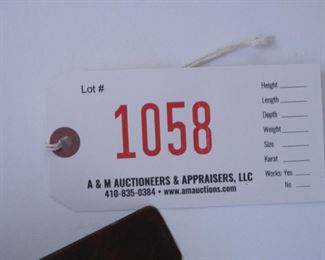 Lot #
1058
A & M AUCTIONEERS & APPRAISERS, LLC
410-835-0384 • www.amauctions.com
Height
Length
Depth
Weight
Size
Karat
Works: Yes
No